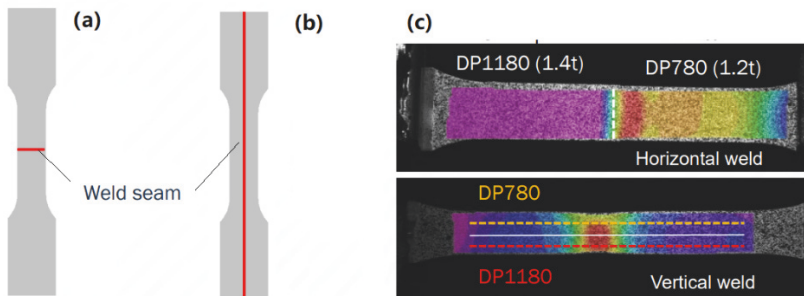 (a)
(b)
Weld seam
(c)
DP1180 (1.4t)
DP780 (1.2t)
Horizontal weld
DP780
DP1180
Vertical weld